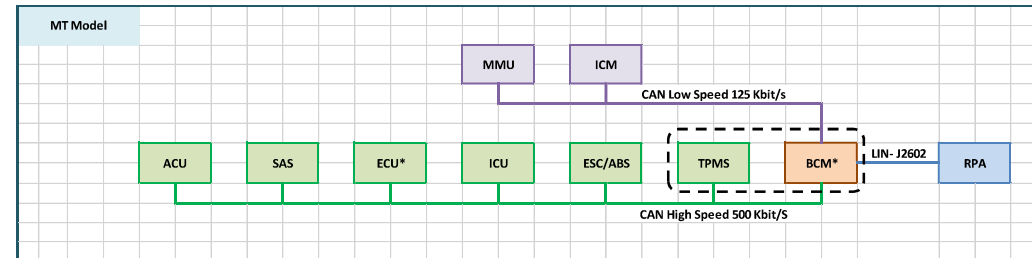 MT Model
MMU
ICM
CAN Low Speed 125 Kbit/s
ACU
SAS
ECU*
ICU
ESC/ABS
TPMS
BCM*
LIN- J2602
RPA
CAN High Speed 500 Kbit/S